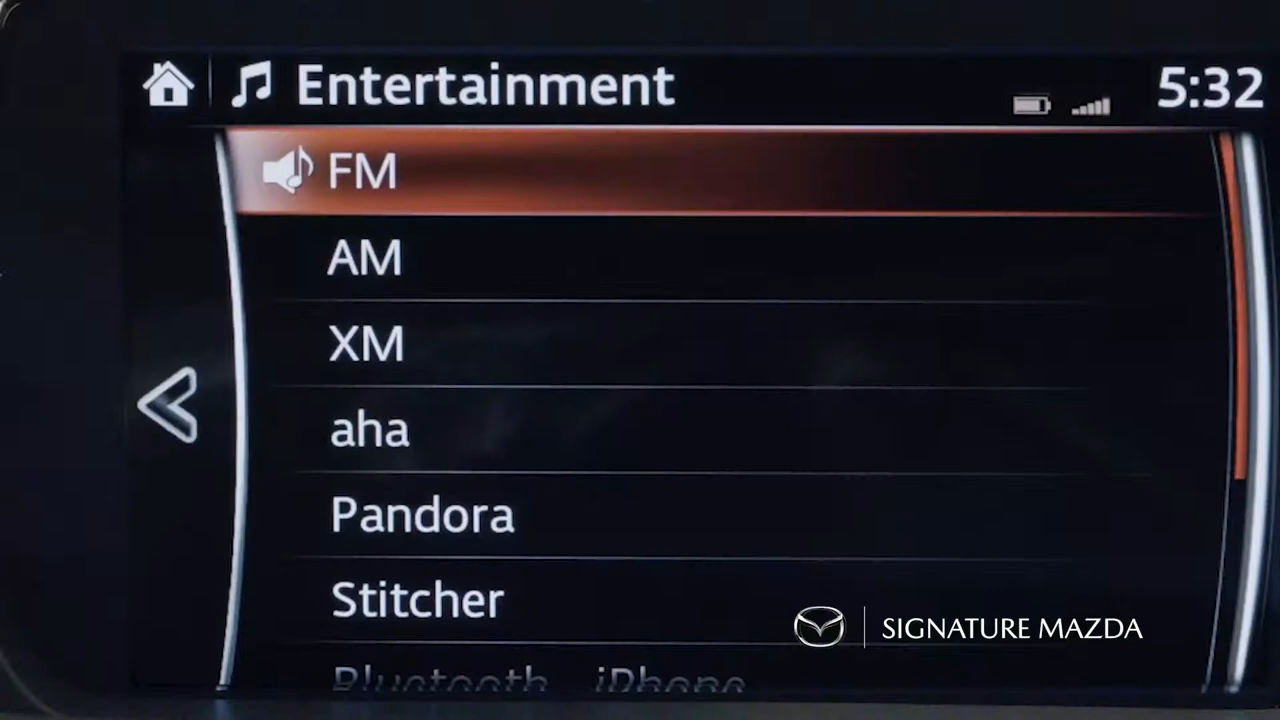 Entertainment
5:32
FM
AM
XM
aha
Pandora
Stitcher
Bluetooth iPhone
SIGNATURE MAZDA